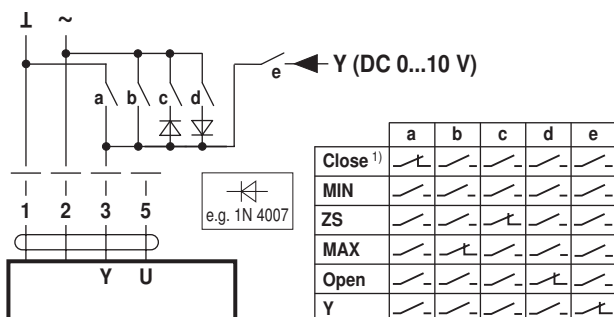 ⊥ ~
e Y (DC 0...10 V)
a b c d
1 2 3 5
e.g. 1N 4007
Y U
a b c d e
Close 1)
MIN
ZS
MAX
Open
Y